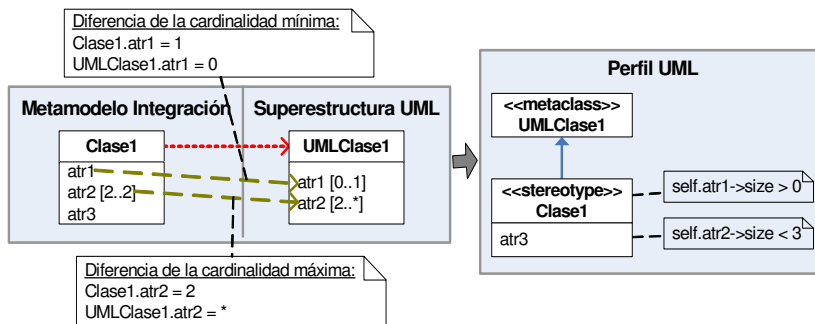 Diferencia de la cardinalidad mínima:
Clase1.atr1 = 1
UMLClase1.atr1 = 0
Metamodelo Integración
Superestructura UML
Clase1
atr1
atr2 [2..2]
atr3
UMLClase1
atr1 [0..1]
atr2 [2..*]
Diferencia de la cardinalidad máxima:
Clase1.atr2 = 2
UMLClase1.atr2 = *
Perfil UML
<<metaclass>>
UMLClase1
<<stereotype>>
Clase1
atr3
self.atr1->size > 0
self.atr2->size < 3